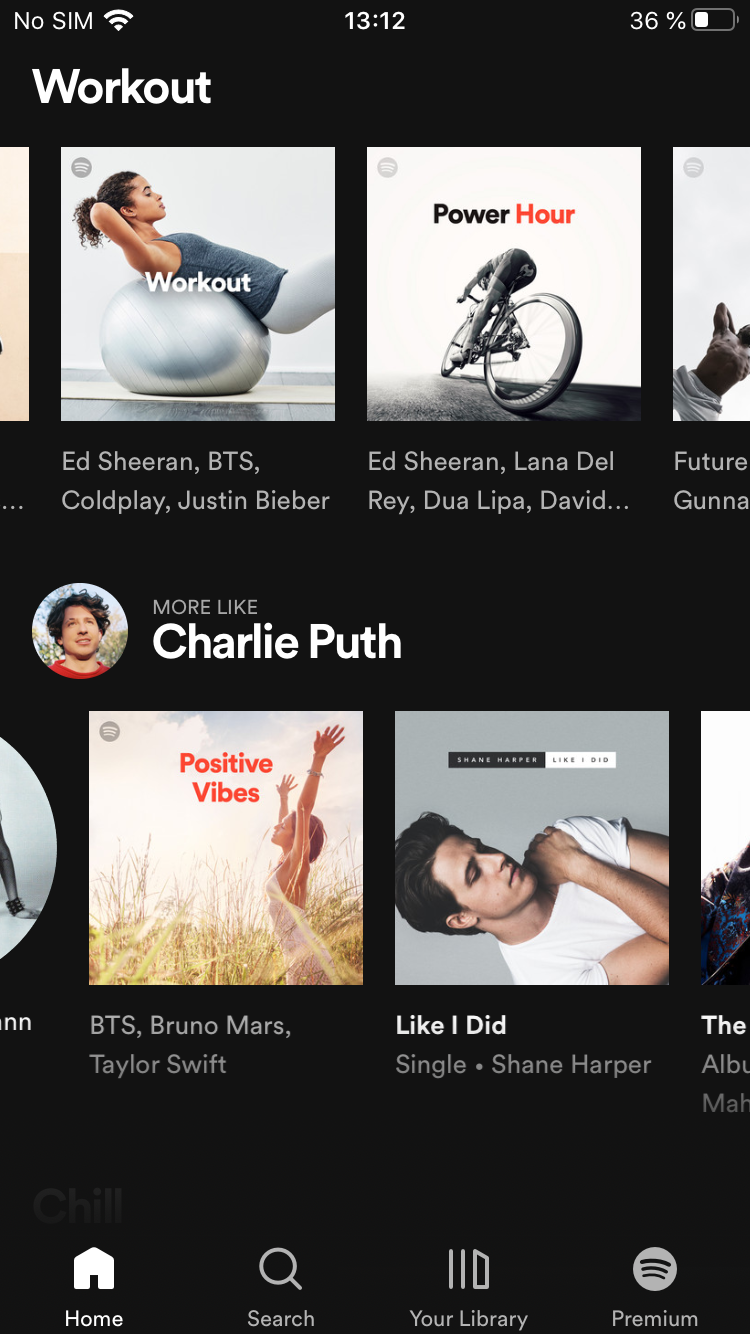 No SIM 13:12 36 %
Workout
Workout
Power Hour
...
Ed Sheeran, BTS,
Coldplay, Justin Bieber
Ed Sheeran, Lana Del
Rey, Dua Lipa, David...
Future
Gunna
MORE LIKE
Charlie Puth
Positive
Vibes
SHANE HARPER LIKE I DID
ann
BTS, Bruno Mars,
Taylor Swift
Like I Did
Single • Shane Harper
The
Albu
Mah
Chill
Home
Search
Your Library
Premium